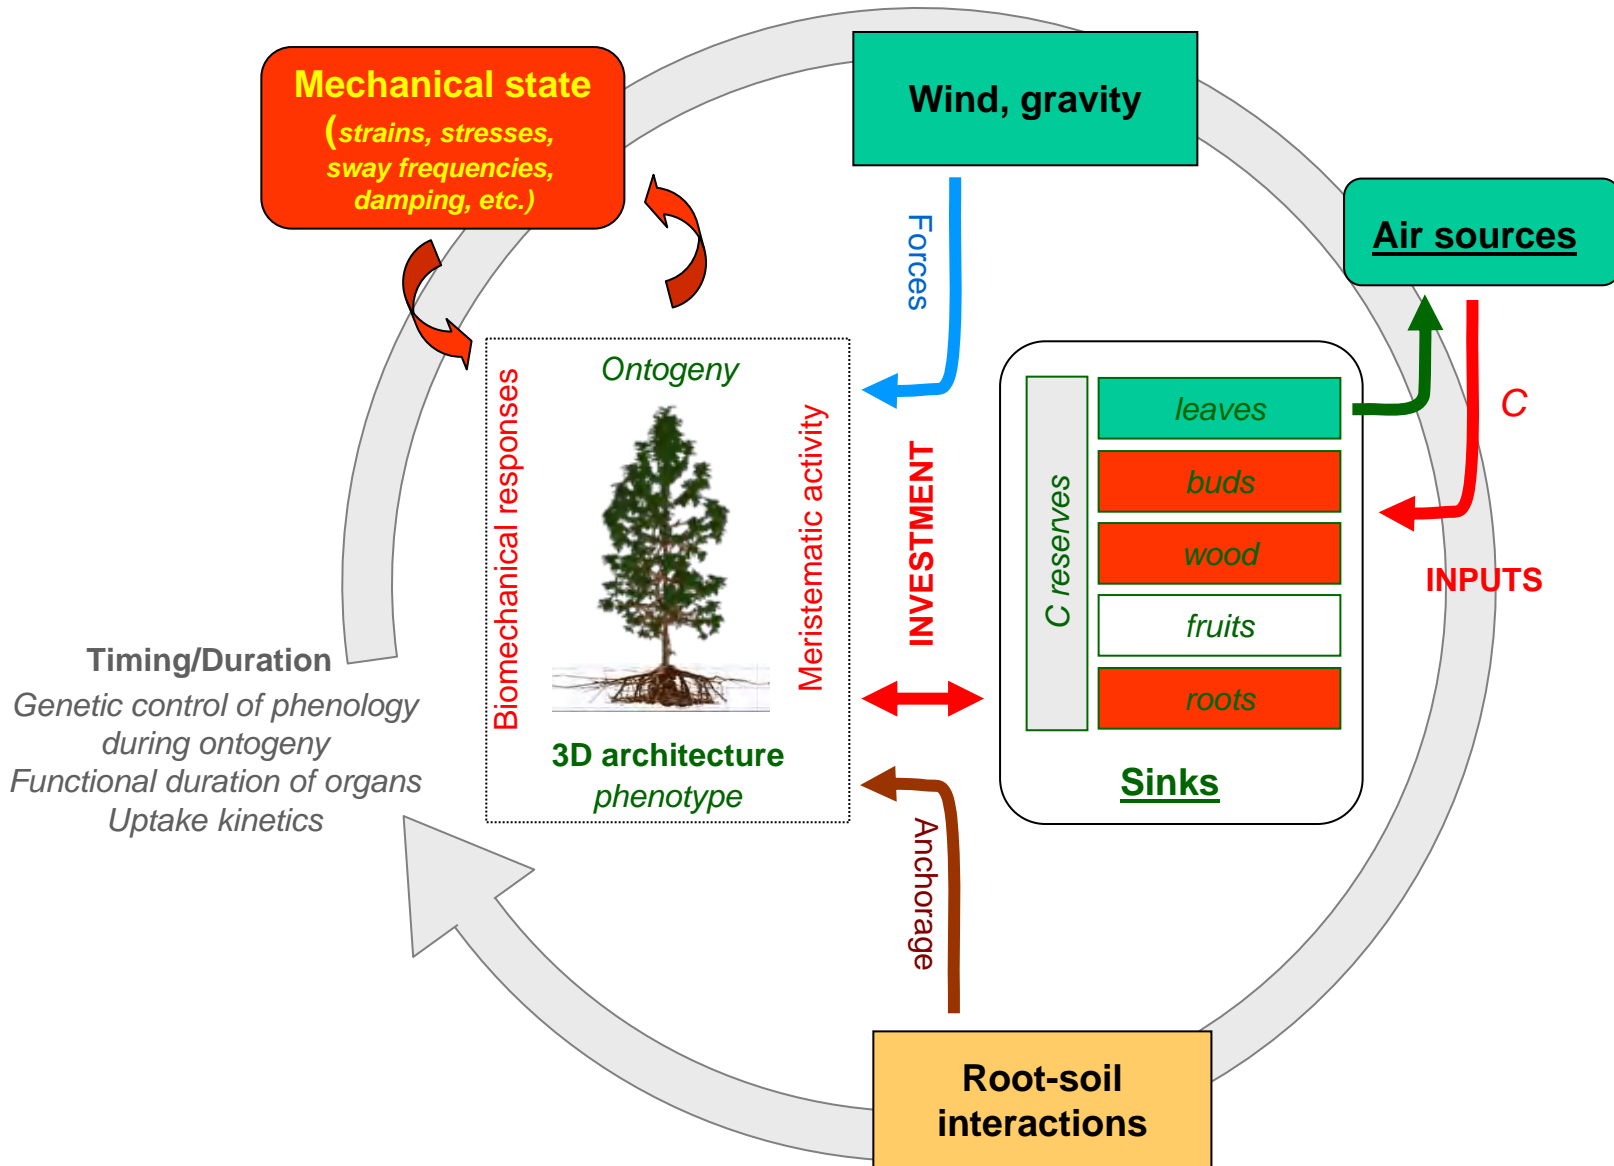 Mechanical state
(strains, stresses,
sway frequencies,
damping, etc.)
Wind, gravity
Air sources
Forces
C
INPUTS
Ontogeny
Biomechanical responses
Meristematic activity
3D architecture
phenotype
INVESTMENT
C reserves
leaves
buds
wood
fruits
roots
Sinks
Timing/Duration
Genetic control of phenology
during ontogeny
Functional duration of organs
Uptake kinetics
Anchorage
Root-soil
interactions